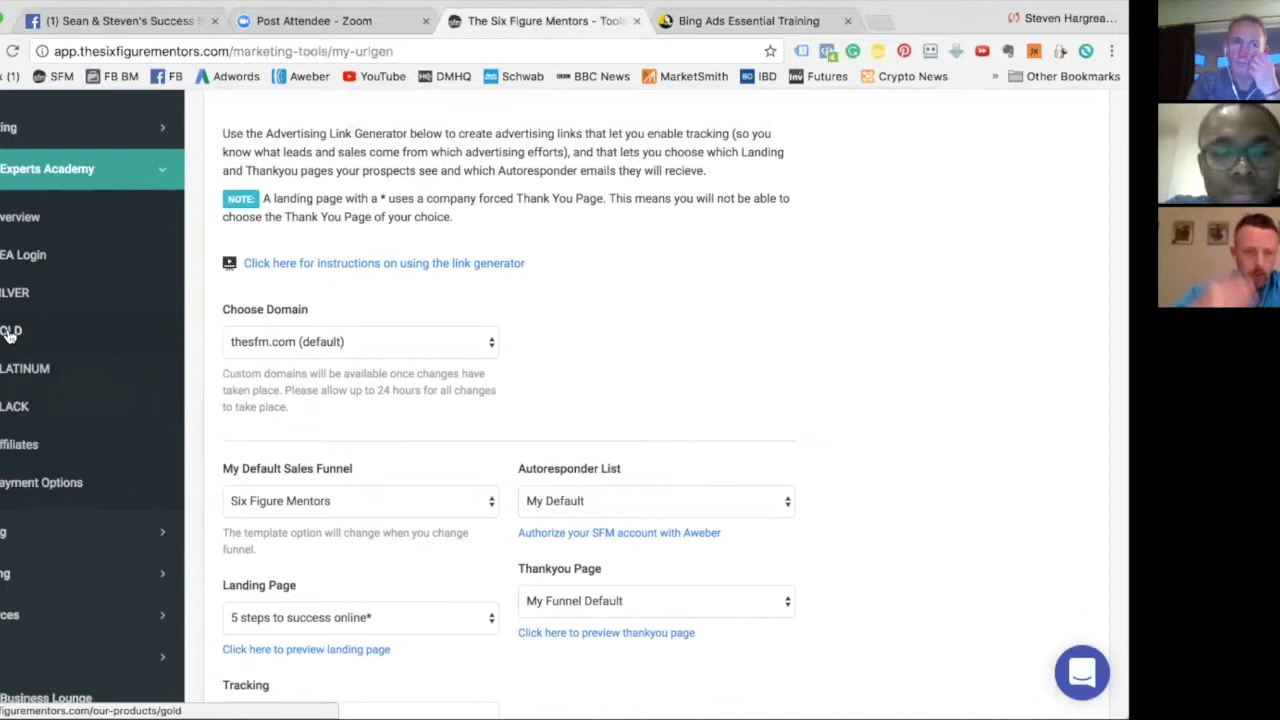 (1) Sean & Steven's Success S
Post Attendee - Zoom
The Six Figure Mentors - Tools
Bing Ads Essential Training
Steven Hargrea...
app.thesixfigurementors.com/marketing-tools/my-urlgen
(1)
SFM
FB BM
FB
Adwords
Aweber
YouTube
DMHQ
Schwab
BBC News
MarketSmith
IBD
Futures
Crypto News
»
Other Bookmarks
ting
Experts Academy
verview
EA Login
ILVER
OLD
LATINUM
LACK
ffiliates
ayment Options
g
ng
rces
Business Lounge
figurementors.com/our-products/gold
Use the Advertising Link Generator below to create advertising links that let you enable tracking (so you
know what leads and sales come from which advertising efforts), and that lets you choose which Landing
and Thankyou pages your prospects see and which Autoresponder emails they will recieve.
NOTE: A landing page with a * uses a company forced Thank You Page. This means you will not be able to
choose the Thank You Page of your choice.
Click here for instructions on using the link generator
Choose Domain
thesfm.com (default)
Custom domains will be available once changes have
taken place. Please allow up to 24 hours for all changes
to take place.
My Default Sales Funnel
Six Figure Mentors
The template option will change when you change
funnel.
Landing Page
5 steps to success online*
Click here to preview landing page
Tracking
Autoresponder List
My Default
Authorize your SFM account with Aweber
Thankyou Page
My Funnel Default
Click here to preview thankyou page